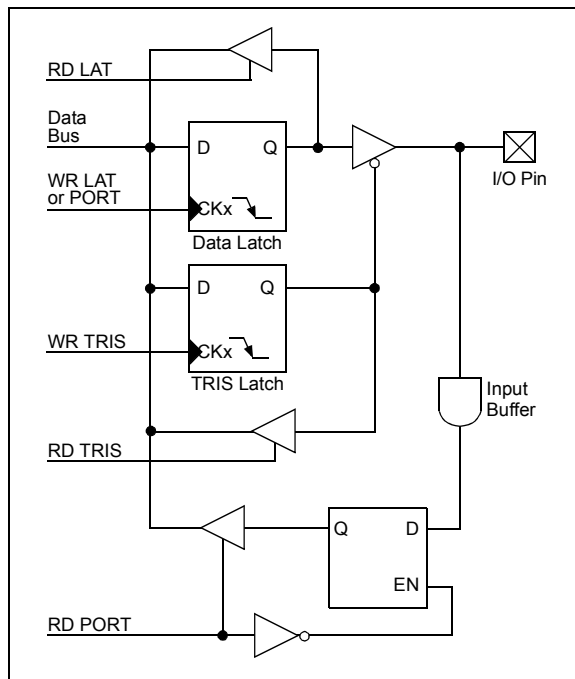 RD LAT
Data
Bus
D Q
I/O Pin
WR LAT
or PORT
CKx
Data Latch
D Q
WR TRIS
CKx
TRIS Latch
Input
Buffer
RD TRIS
Q D
EN
RD PORT